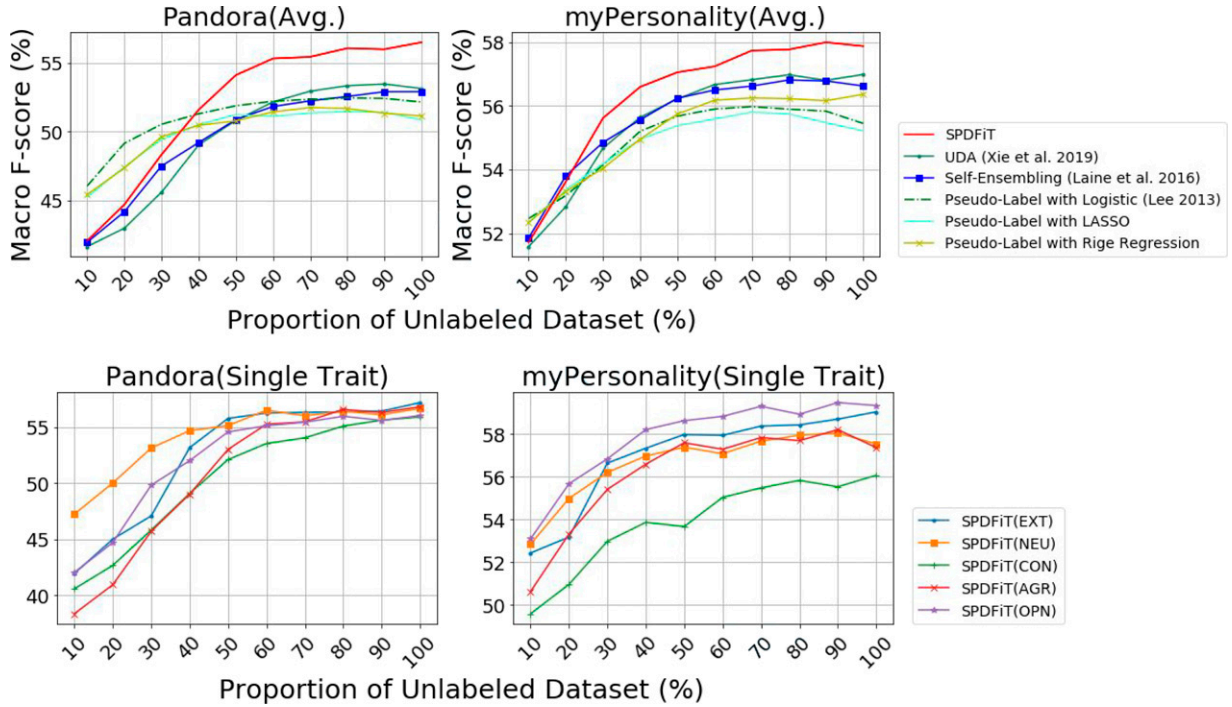 Pandora(Avg.)
myPersonality(Avg.)
Macro F-score (%)
55
50
45
10 20 30 40 50 60 70 80 90 100
Macro F-score (%)
58
56
54
52
10 20 30 40 50 60 70 80 90 100
Proportion of Unlabeled Dataset (%)
SPDFiT
UDA (Xie et al. 2019)
Self-Ensembling (Laine et al. 2016)
Pseudo-Label with Logistic (Lee 2013)
Pseudo-Label with LASSO
Pseudo-Label with Rige Regression
Pandora(Single Trait)
myPersonality(Single Trait)
55
50
45
40
10 20 30 40 50 60 70 80 90 100
58
56
54
52
50
10 20 30 40 50 60 70 80 90 100
Proportion of Unlabeled Dataset (%)
SPDFiT(EXT)
SPDFiT(NEU)
SPDFiT(CON)
SPDFiT(AGR)
SPDFiT(OPN)